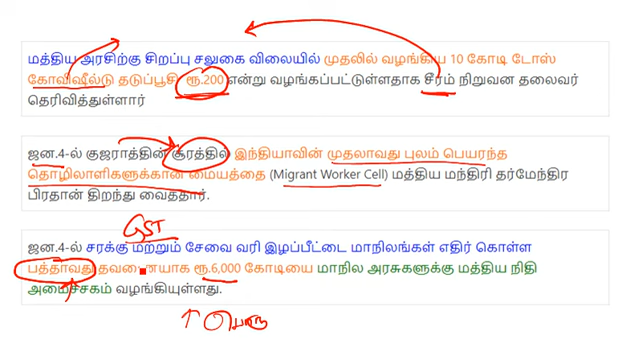 மத்திய அரசிற்கு சிறப்பு சலுகை விலையில் முதலில் வழங்கிய 10 கோடி டோஸ்
கோவிஷீல்டு தடுப்பூசி ரூ.200 என்று வழங்கப்பட்டுள்ளதாக சீரம் நிறுவன தலைவர்
தெரிவித்துள்ளார்
ஜன.4-ல் குஜராத்தின் சூரத்தில் இந்தியாவின் முதலாவது புலம் பெயரந்த
தொழிலாளிகளுக்கான மையத்தை (Migrant Worker Cell) மத்திய மந்திரி தர்மேந்திர
பிரதான் திறந்து வைத்தார்.
GST
ஜன.4-ல் சரக்கு மற்றும் சேவை வரி இழப்பீட்டை மாநிலங்கள் எதிர் கொள்ள
பத்தாவது தவணையாக ரூ.6,000 கோடியை மாநில அரசுகளுக்கு மத்திய நிதி
அமைச்சகம் வழங்கியுள்ளது.